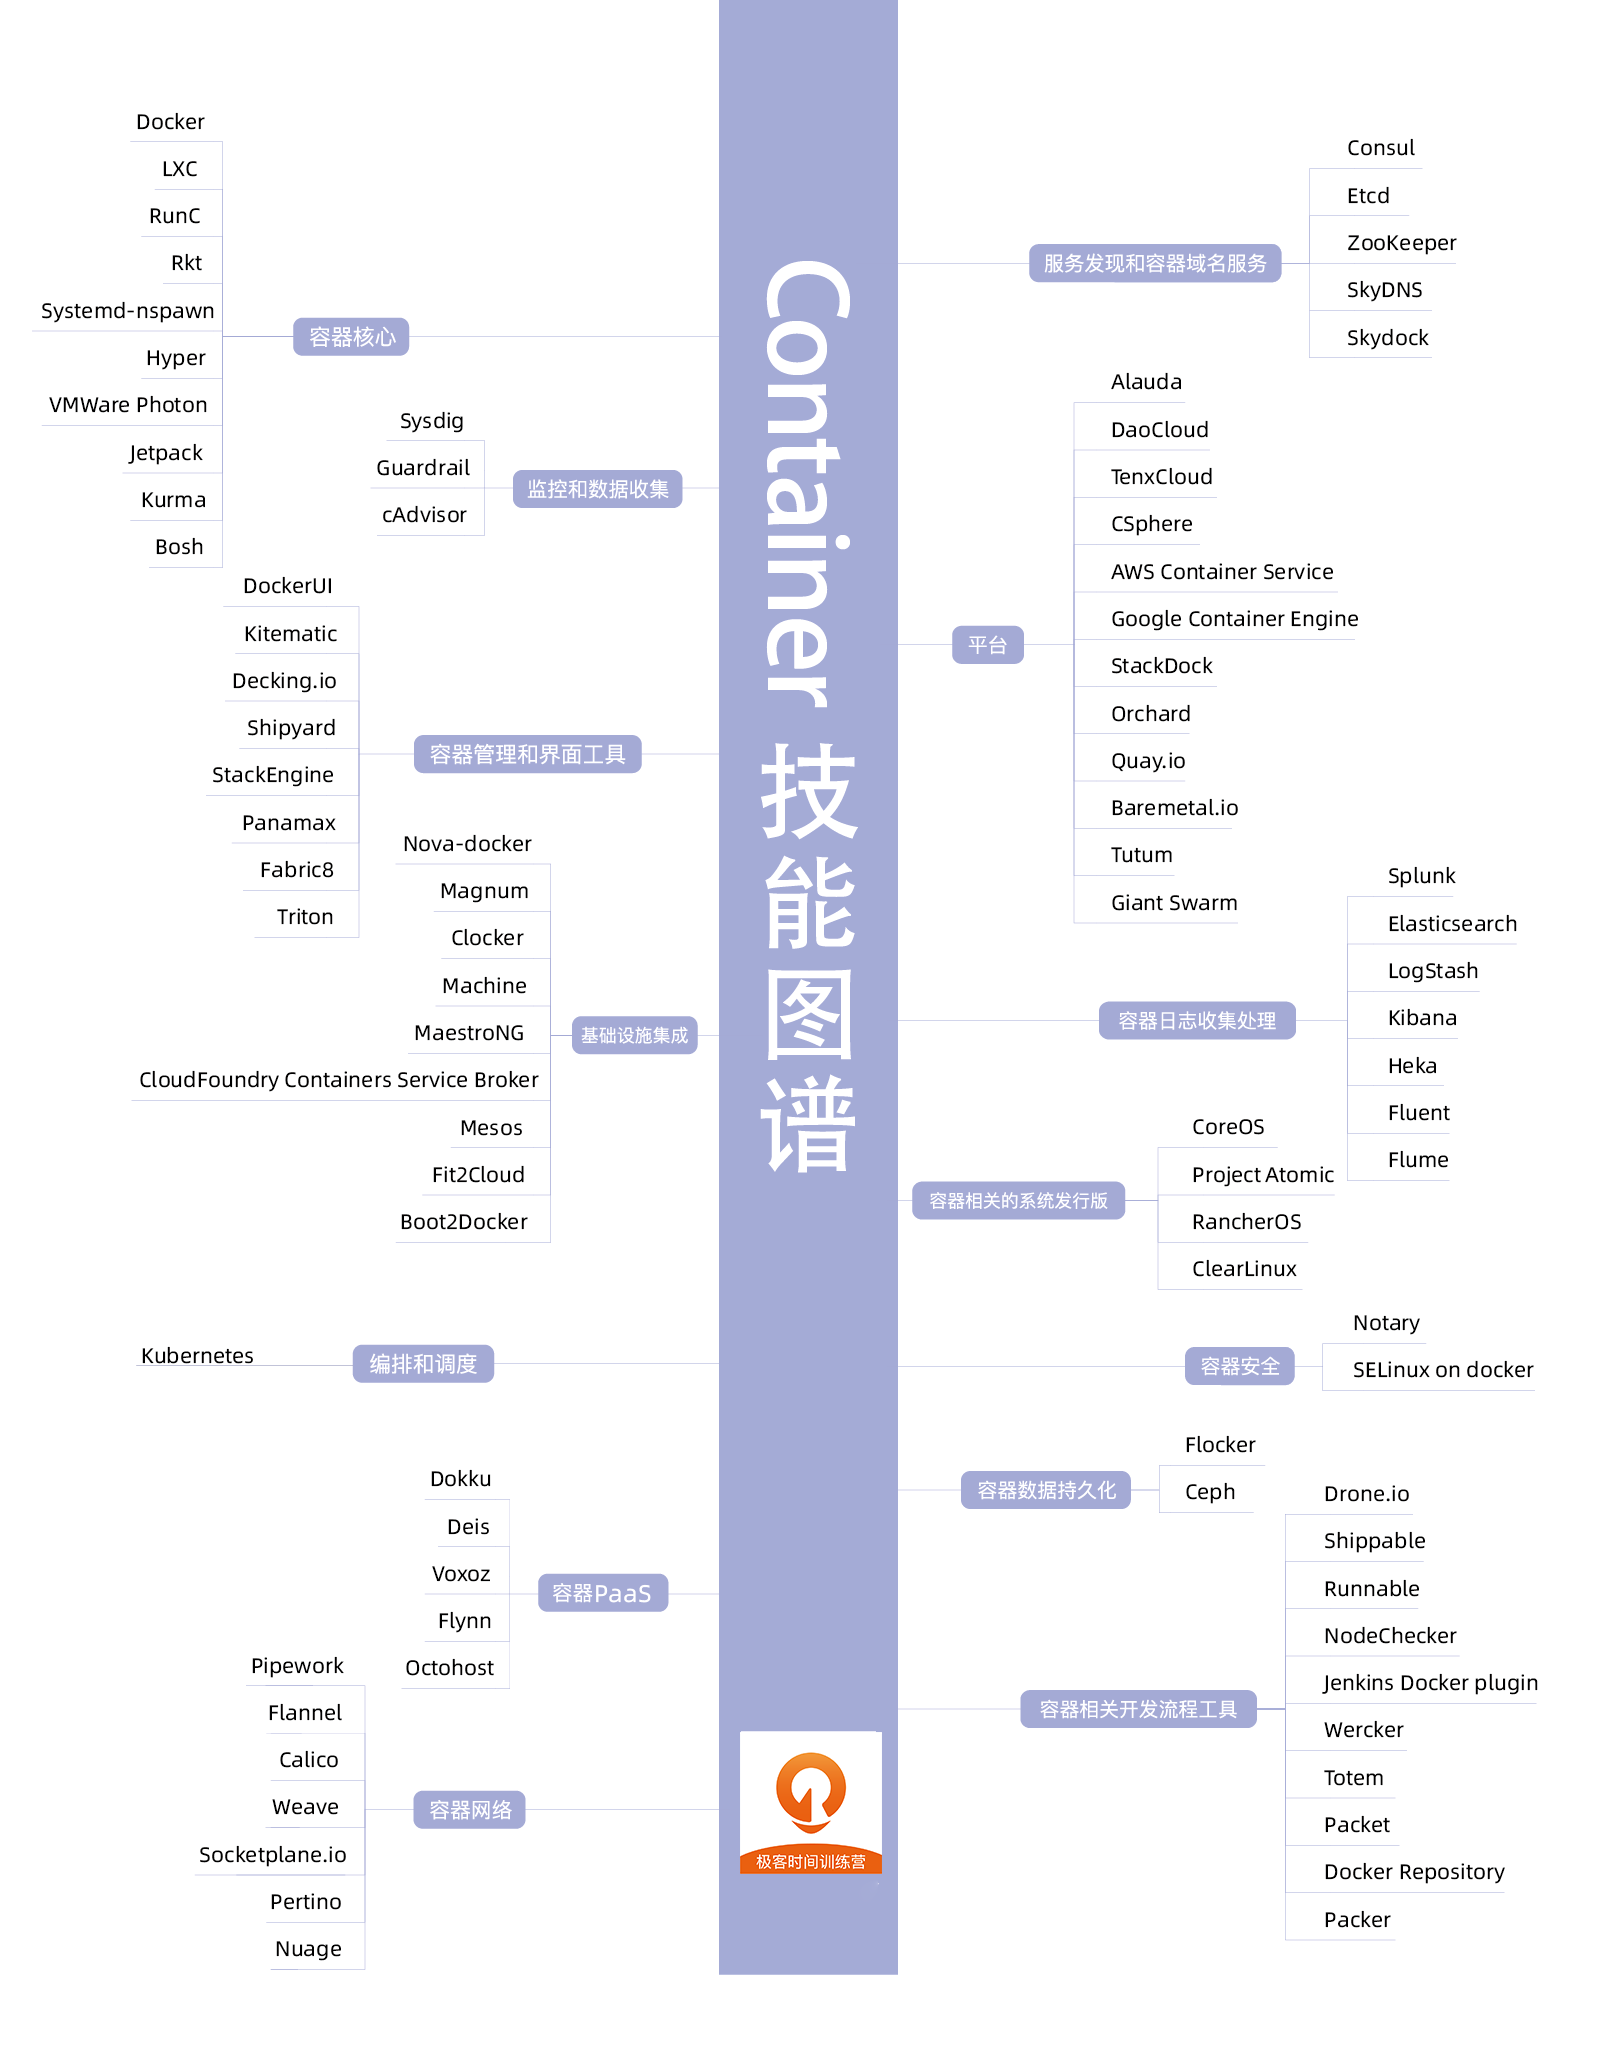 Container 技能图谱
容器核心
Docker
LXC
RunC
Rkt
Systemd-nspawn
Hyper
VMWare Photon
Jetpack
Kurma
Bosh
监控和数据收集
Sysdig
Guardrail
cAdvisor
容器管理和界面工具
DockerUI
Kitematic
Decking.io
Shipyard
StackEngine
Panamax
Fabric8
Triton
基础设施集成
Nova-docker
Magnum
Clocker
Machine
MaestroNG
CloudFoundry Containers Service Broker
Mesos
Fit2Cloud
Boot2Docker
编排和调度
Kubernetes
容器PaaS
Dokku
Deis
Voxoz
Flynn
Octohost
容器网络
Pipework
Flannel
Calico
Weave
Socketplane.io
Pertino
Nuage
服务发现和容器域名服务
Consul
Etcd
ZooKeeper
SkyDNS
Skydock
平台
Alauda
DaoCloud
TenxCloud
CSphere
AWS Container Service
Google Container Engine
StackDock
Orchard
Quay.io
Baremetal.io
Tutum
Giant Swarm
容器日志收集处理
Splunk
Elasticsearch
LogStash
Kibana
Heka
Fluent
Flume
容器相关的系统发行版
CoreOS
Project Atomic
RancherOS
ClearLinux
容器安全
Notary
SELinux on docker
容器数据持久化
Flocker
Ceph
容器相关开发流程工具
Drone.io
Shippable
Runnable
NodeChecker
Jenkins Docker plugin
Wercker
Totem
Packet
Docker Repository
Packer
极客时间训练营